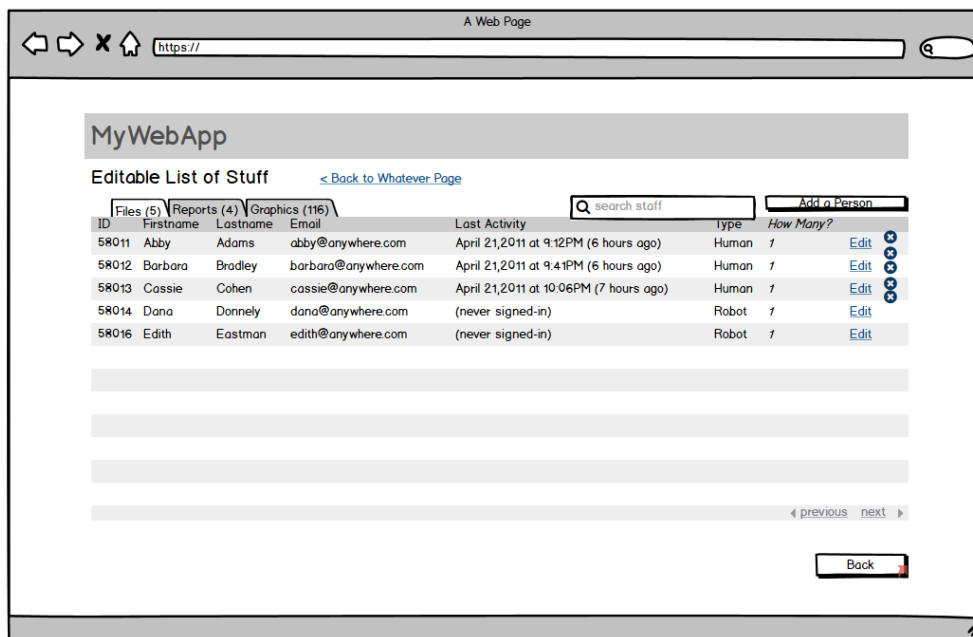 A Web Page
https://
MyWebApp
Editable List of Stuff < Back to Whatever Page
Files (5) Reports (4) Graphics (116) search staff Add a Person
ID Firstname Lastname Email Last Activity Type How Many?
58011 Abby Adams abby@anywhere.com April 21,2011 at 9:12PM (6 hours ago) Human 1 Edit
58012 Barbara Bradley barbara@anywhere.com April 21,2011 at 9:41PM (6 hours ago) Human 1 Edit
58013 Cassie Cohen cassie@anywhere.com April 21,2011 at 10:06PM (7 hours ago) Human 1 Edit
58014 Dana Donnely dana@anywhere.com (never signed-in) Robot 1 Edit
58016 Edith Eastman edith@anywhere.com (never signed-in) Robot 1 Edit
previous next
Back